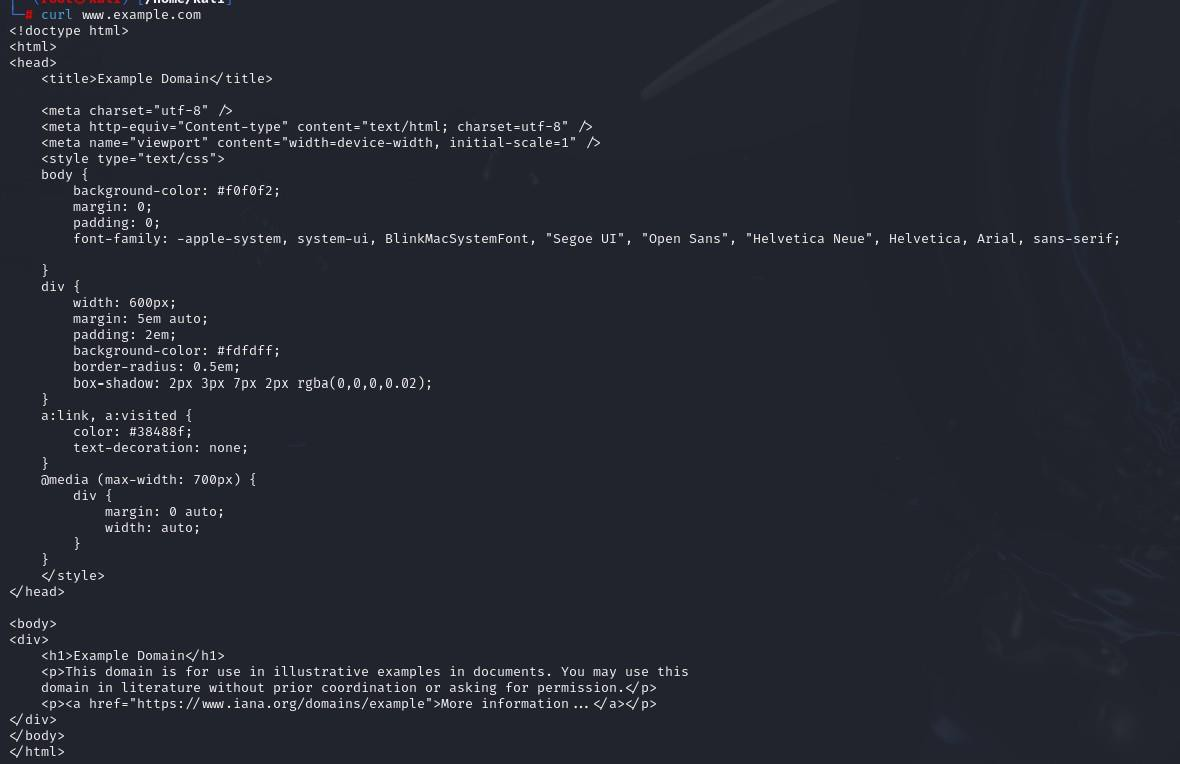 └─# curl www.example.com
<!doctype html>
<html>
<head>
    <title>Example Domain</title>

    <meta charset="utf-8" />
    <meta http-equiv="Content-type" content="text/html; charset=utf-8" />
    <meta name="viewport" content="width=device-width, initial-scale=1" />
    <style type="text/css">
    body {
        background-color: #f0f0f2;
        margin: 0;
        padding: 0;
        font-family: -apple-system, system-ui, BlinkMacSystemFont, "Segoe UI", "Open Sans", "Helvetica Neue", Helvetica, Arial, sans-serif;

    }
    div {
        width: 600px;
        margin: 5em auto;
        padding: 2em;
        background-color: #fdfdff;
        border-radius: 0.5em;
        box-shadow: 2px 3px 7px 2px rgba(0,0,0,0.02);
    }
    a:link, a:visited {
        color: #38488f;
        text-decoration: none;
    }
    @media (max-width: 700px) {
        div {
            margin: 0 auto;
            width: auto;
        }
    }
    </style>
</head>

<body>
<div>
    <h1>Example Domain</h1>
    <p>This domain is for use in illustrative examples in documents. You may use this
    domain in literature without prior coordination or asking for permission.</p>
    <p><a href="https://www.iana.org/domains/example">More information...</a></p>
</div>
</body>
</html>